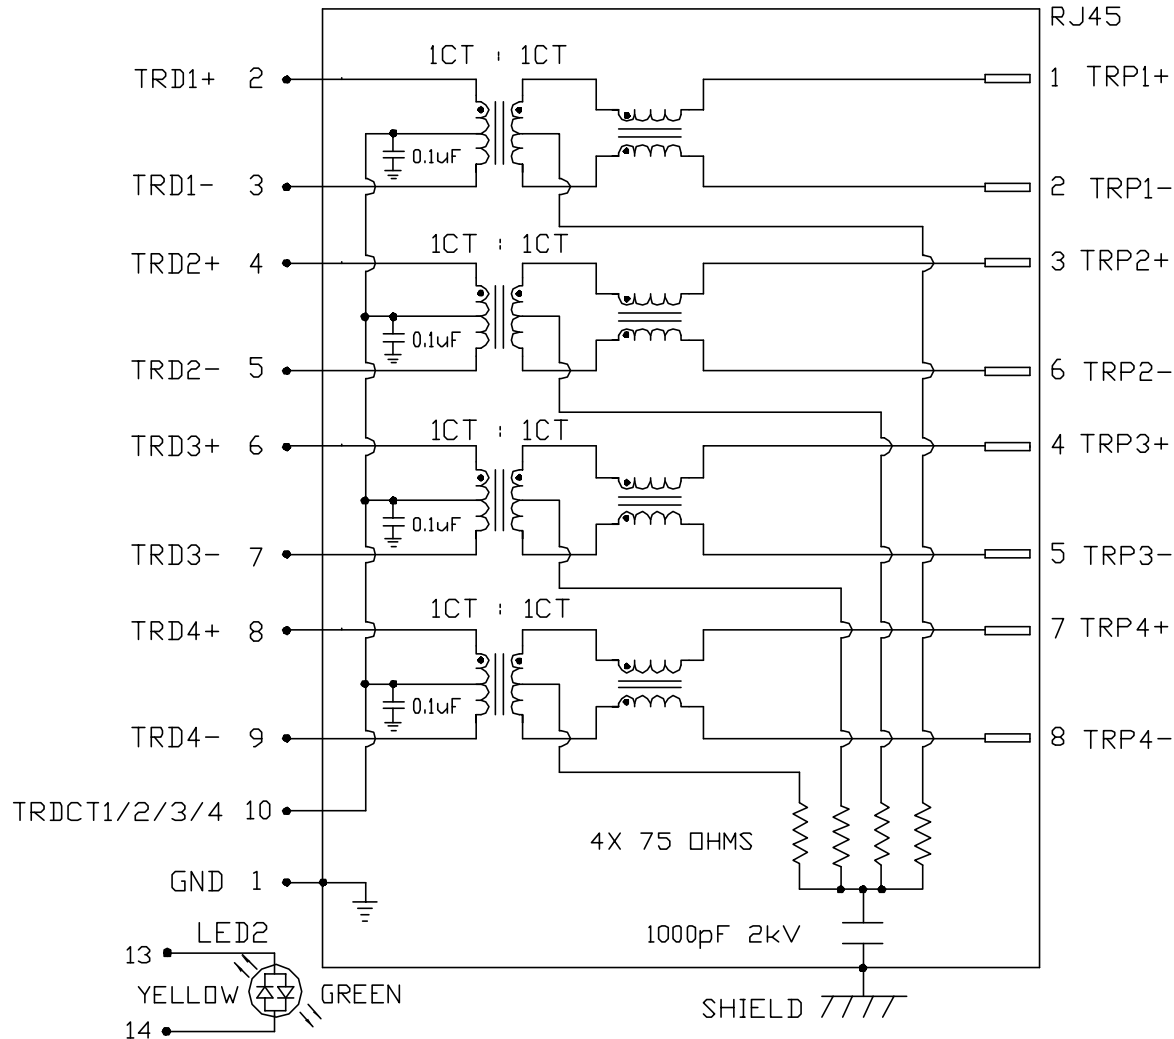 RJ45
1CT : 1CT
TRD1+ 2
1 TRP1+
0.1uF
TRD1- 3
2 TRP1-
1CT : 1CT
TRD2+ 4
3 TRP2+
0.1uF
TRD2- 5
6 TRP2-
1CT : 1CT
TRD3+ 6
4 TRP3+
0.1uF
TRD3- 7
5 TRP3-
1CT : 1CT
TRD4+ 8
7 TRP4+
0.1uF
TRD4- 9
8 TRP4-
TRDCT1/2/3/4 10
4X 75 OHMS
GND 1
LED2
1000pF 2kV
13
YELLOW GREEN
SHIELD
14